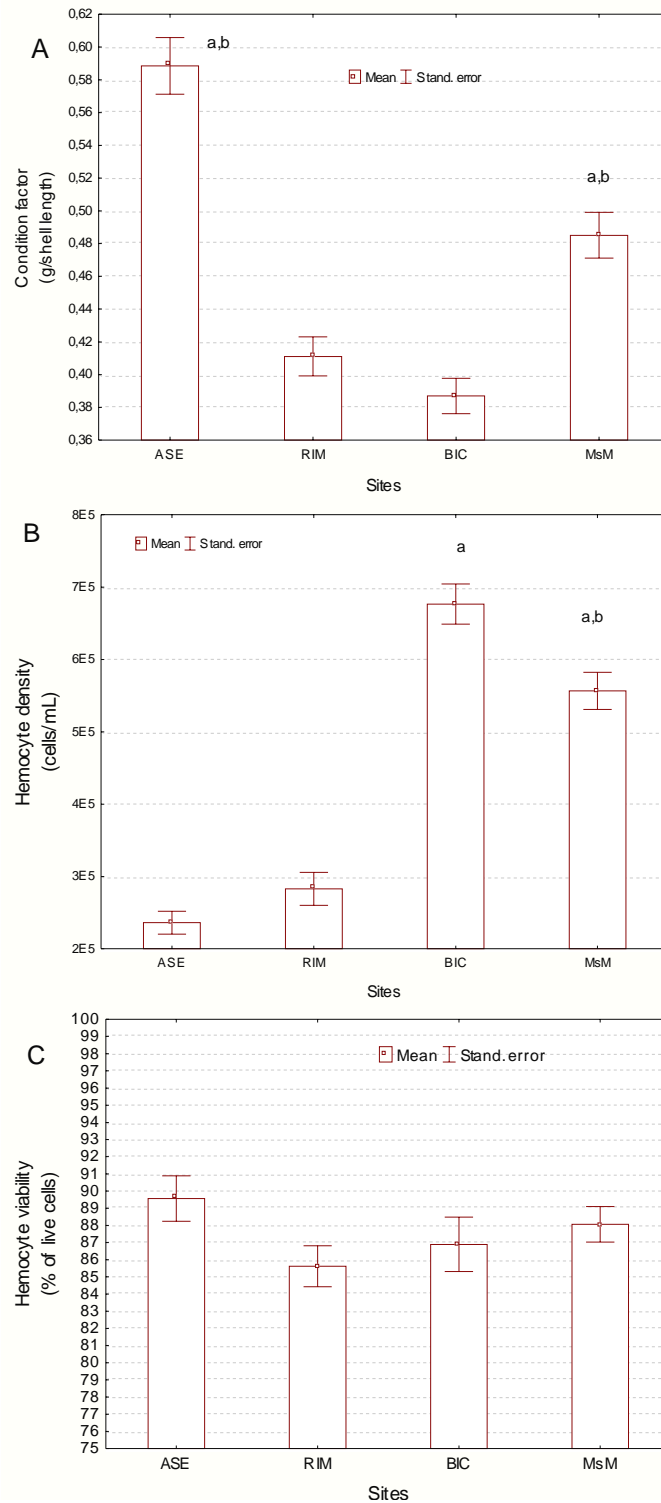 A
0,62
0,60
0,58
0,56
0,54
0,52
0,50
0,48
0,46
0,44
0,42
0,40
0,38
0,36
Condition factor
(g/shell length)
Mean Stand. error
a,b
a,b
ASE RIM BIC MsM
Sites
B
8E5
7E5
6E5
5E5
4E5
3E5
2E5
Hemocyte density
(cells/mL)
Mean Stand. error
a
a,b
ASE RIM BIC MsM
Sites
C
100
99
98
97
96
95
94
93
92
91
90
89
88
87
86
85
84
83
82
81
80
79
78
77
76
75
Hemocyte viability
(% of live cells)
Mean Stand. error
ASE RIM BIC MsM
Sites